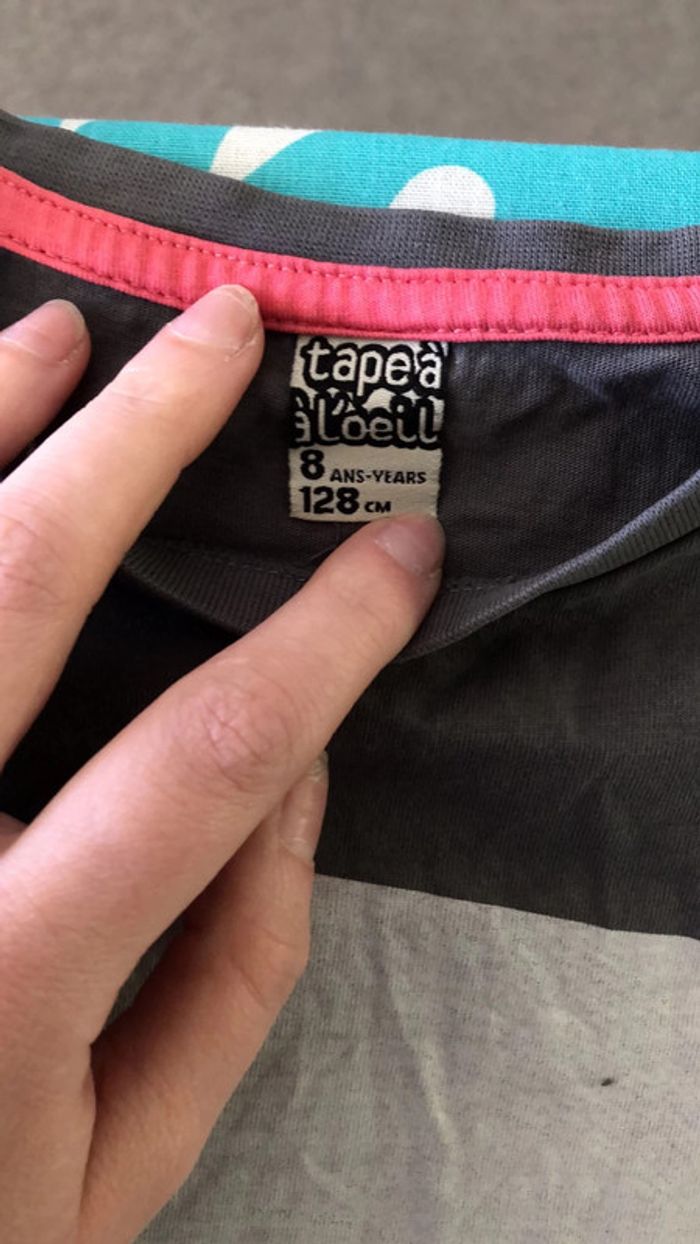 tape à
à l'oeil
8 ANS-YEARS
128 CM